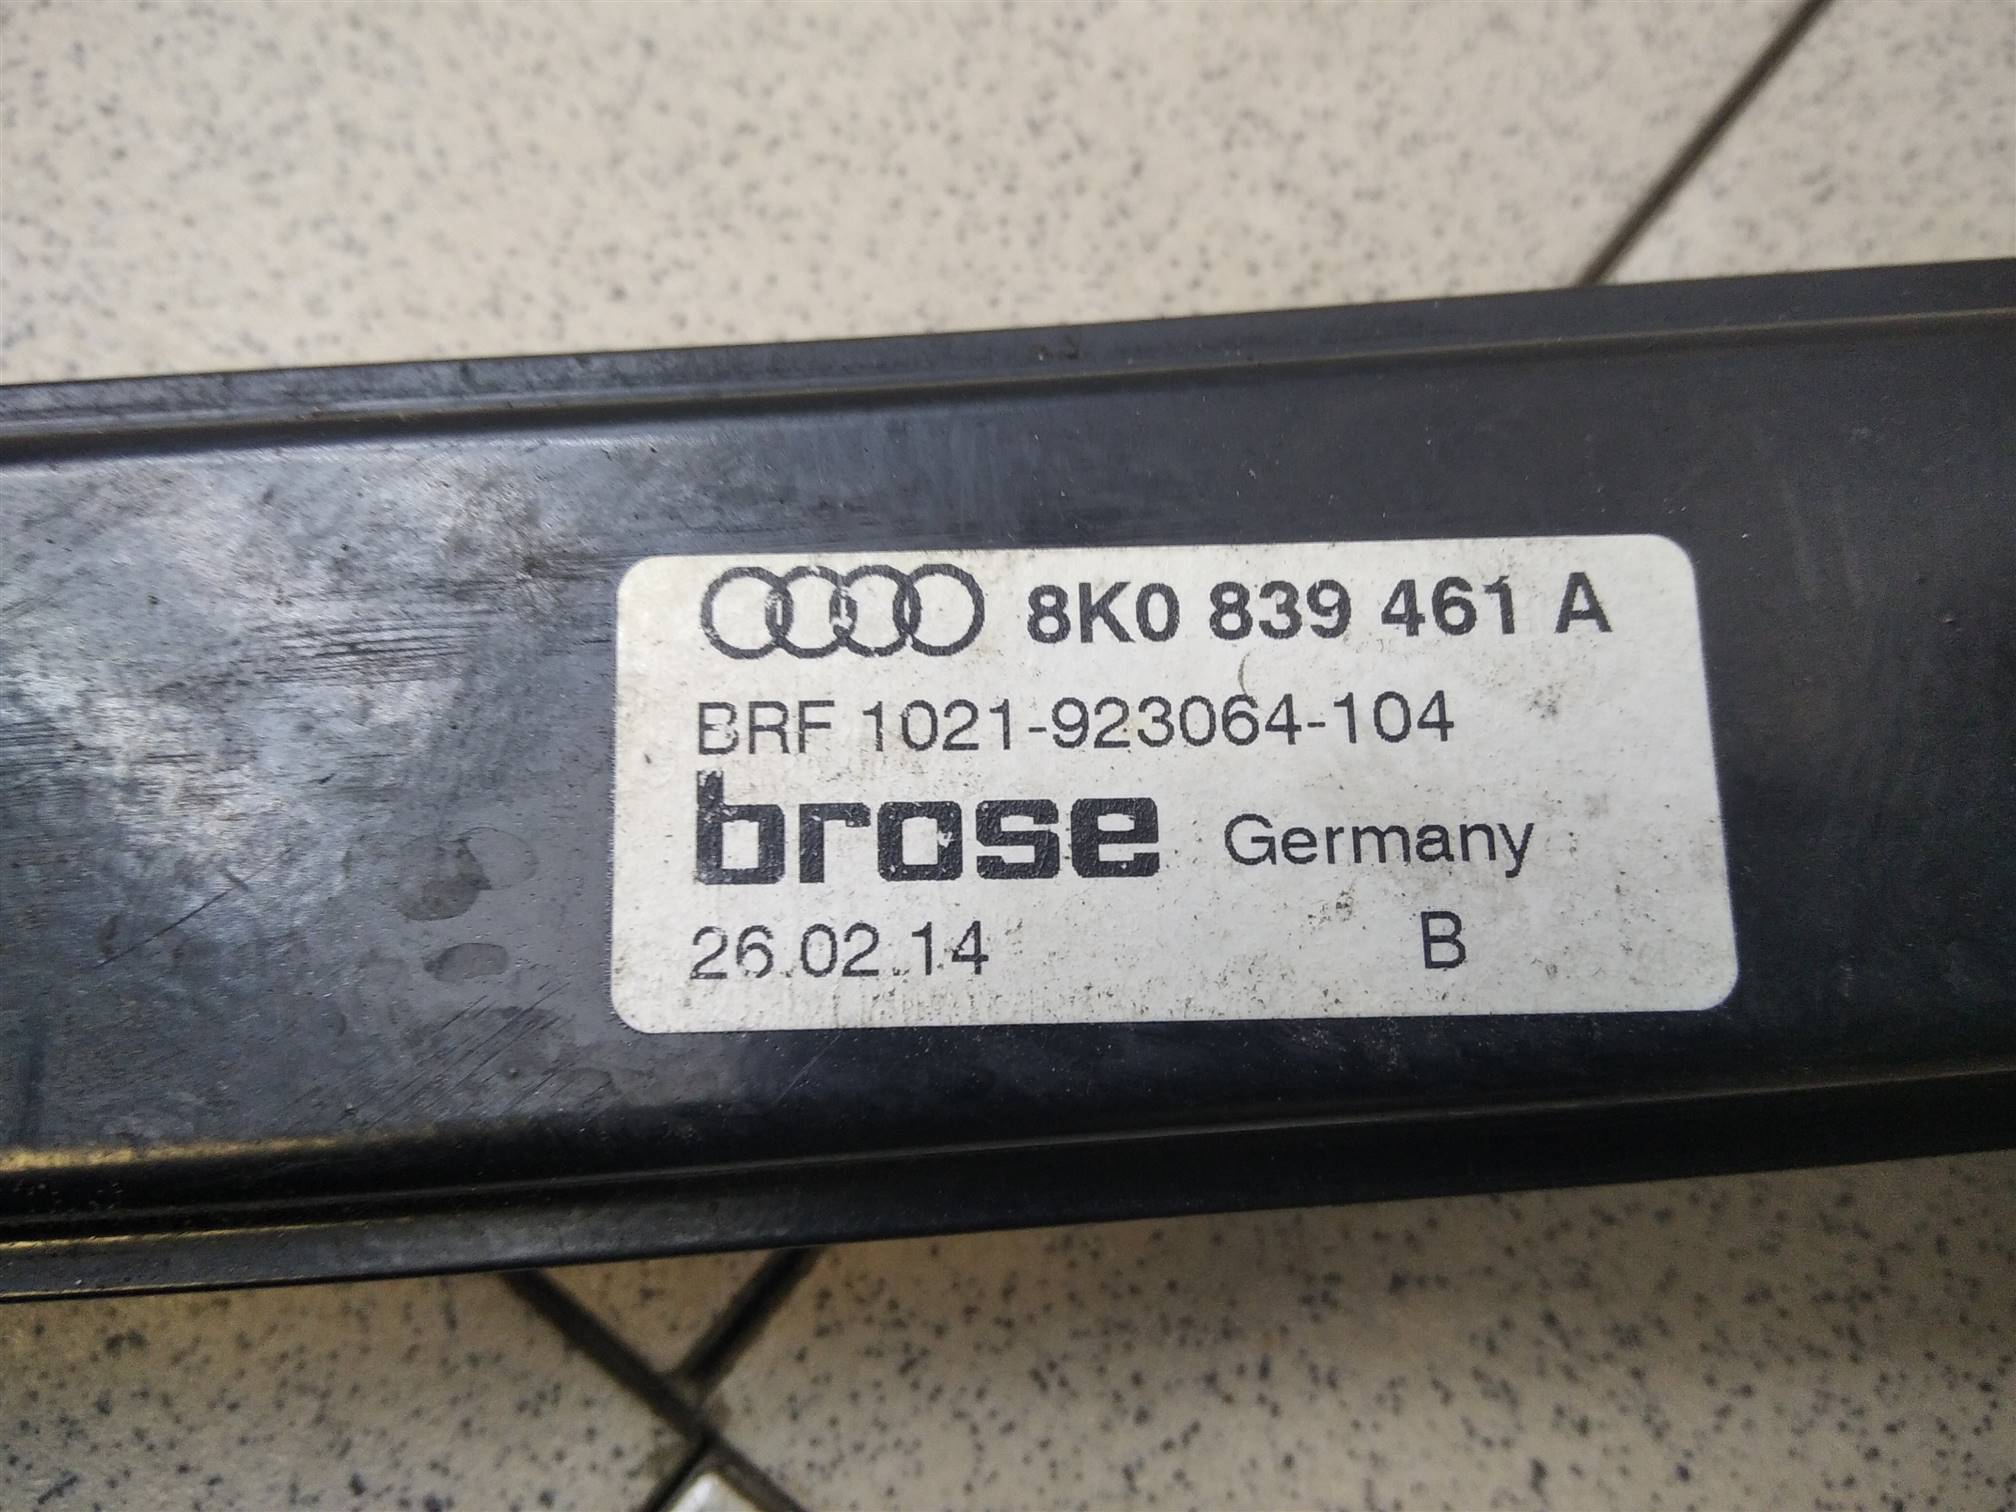 8K0 839 461 A
BRF 1021-923064-104
brose Germany
26.02.14 B